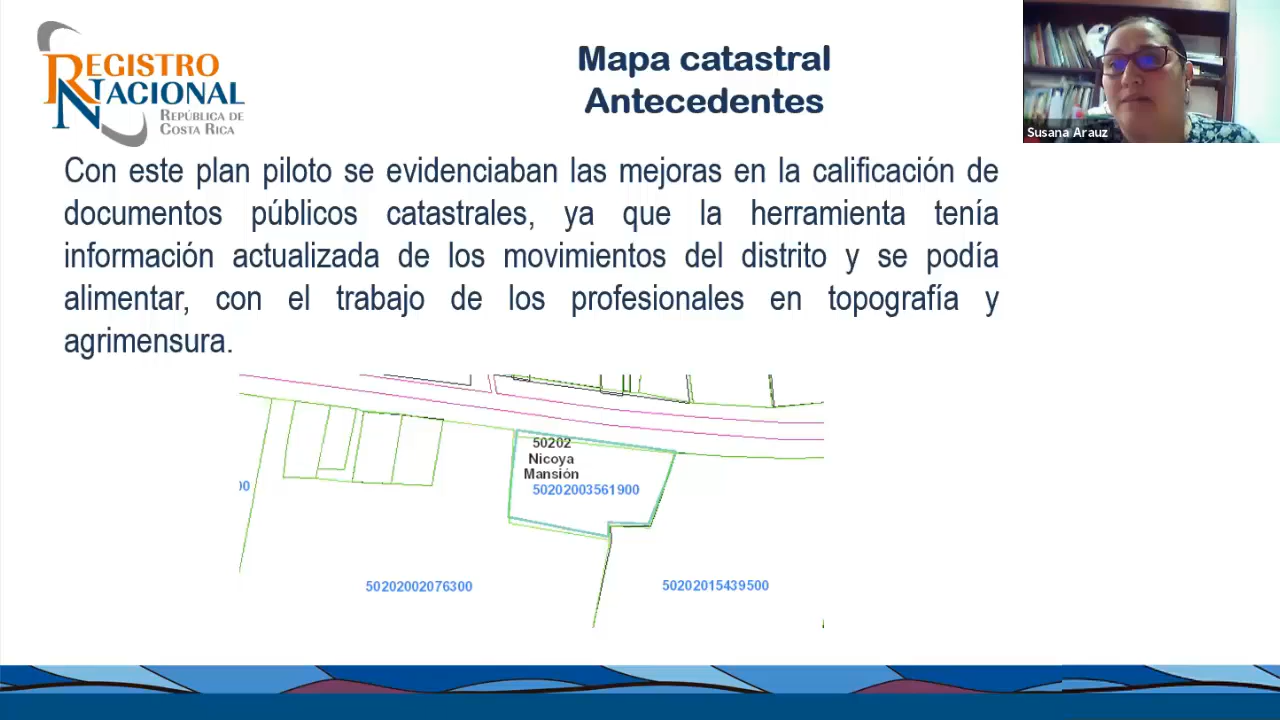 REGISTRO
NACIONAL
REPÚBLICA DE
COSTA RICA
Mapa catastral
Antecedentes
Susana Arauz
Con este plan piloto se evidenciaban las mejoras en la calificación de
documentos públicos catastrales, ya que la herramienta tenía
información actualizada de los movimientos del distrito y se podía
alimentar, con el trabajo de los profesionales en topografía y
agrimensura.
50202
Nicoya
Mansión
50202003561900
00
50202002076300
50202015439500